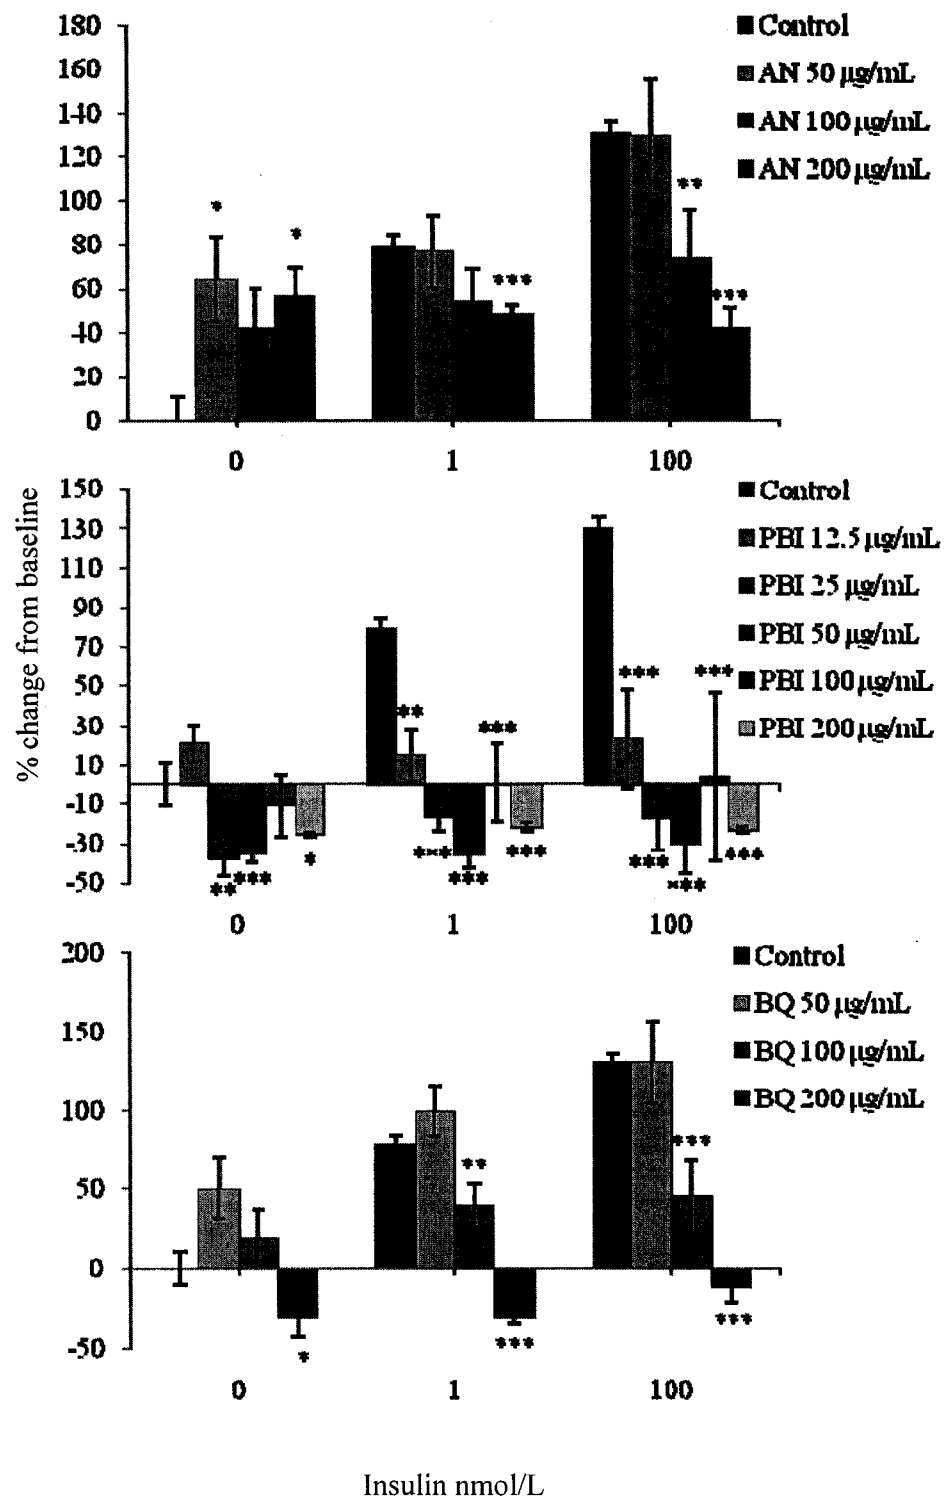 180
160
140
120
100
80
60
40
20
0
Control
AN 50 µg/mL
AN 100 µg/mL
AN 200 µg/mL
*
*
***
**
***
0 1 100
% change from baseline
150
130
110
90
70
50
30
10
-10
-30
-50
Control
PBI 12.5 µg/mL
PBI 25 µg/mL
PBI 50 µg/mL
PBI 100 µg/mL
PBI 200 µg/mL
** *** * ** *** *** *** ***
*** *** *** *** ***
0 1 100
200
150
100
50
0
-50
Control
BQ 50 µg/mL
BQ 100 µg/mL
BQ 200 µg/mL
*
**
***
***
***
0 1 100
Insulin nmol/L